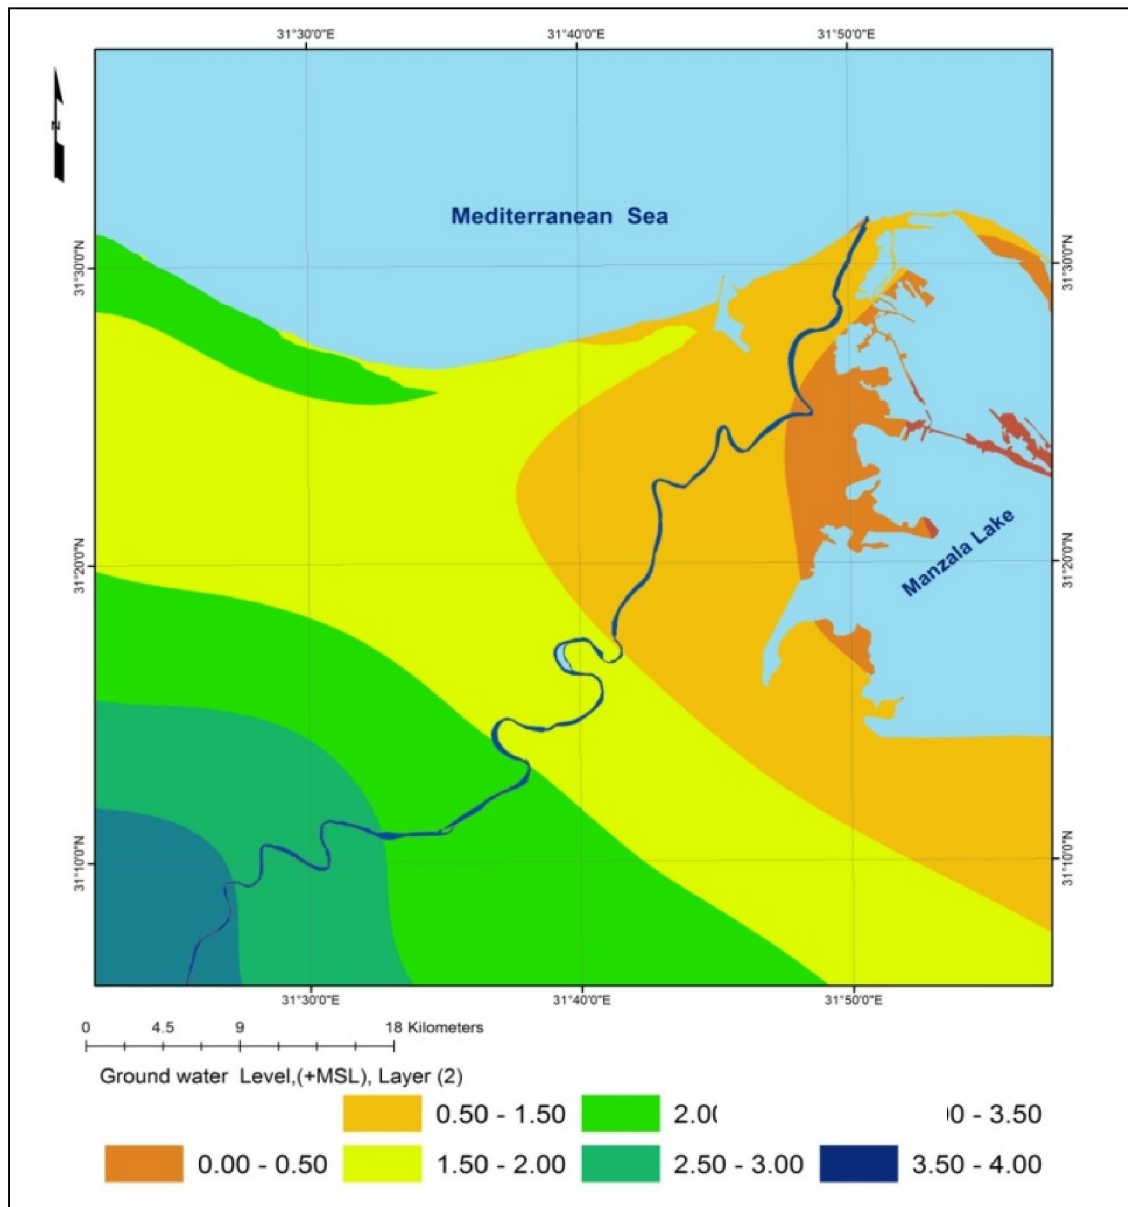 31°30'0"E 31°40'0"E 31°50'0"E
N
Mediterranean Sea
31°30'0"N 31°30'0"N
31°20'0"N 31°20'0"N
Manzala Lake
31°10'0"N 31°10'0"N
31°30'0"E 31°40'0"E 31°50'0"E
0 4.5 9 18 Kilometers
Ground water Level,(+MSL), Layer (2)
0.50 - 1.50 - 3.50
0.00 - 0.50 1.50 - 2.00 2.50 - 3.00 3.50 - 4.00